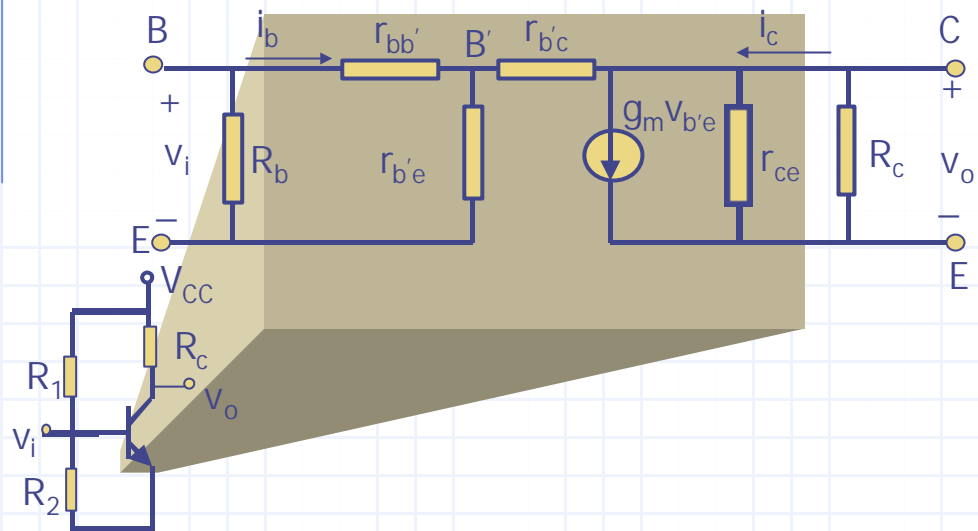 B i_b r_bb' B' r_b'c i_c C
+ g_m v_b'e +
v_i R_b r_b'e r_ce R_c v_o
− −
E E
V_CC
R_c
R_1
v_o
v_i
R_2